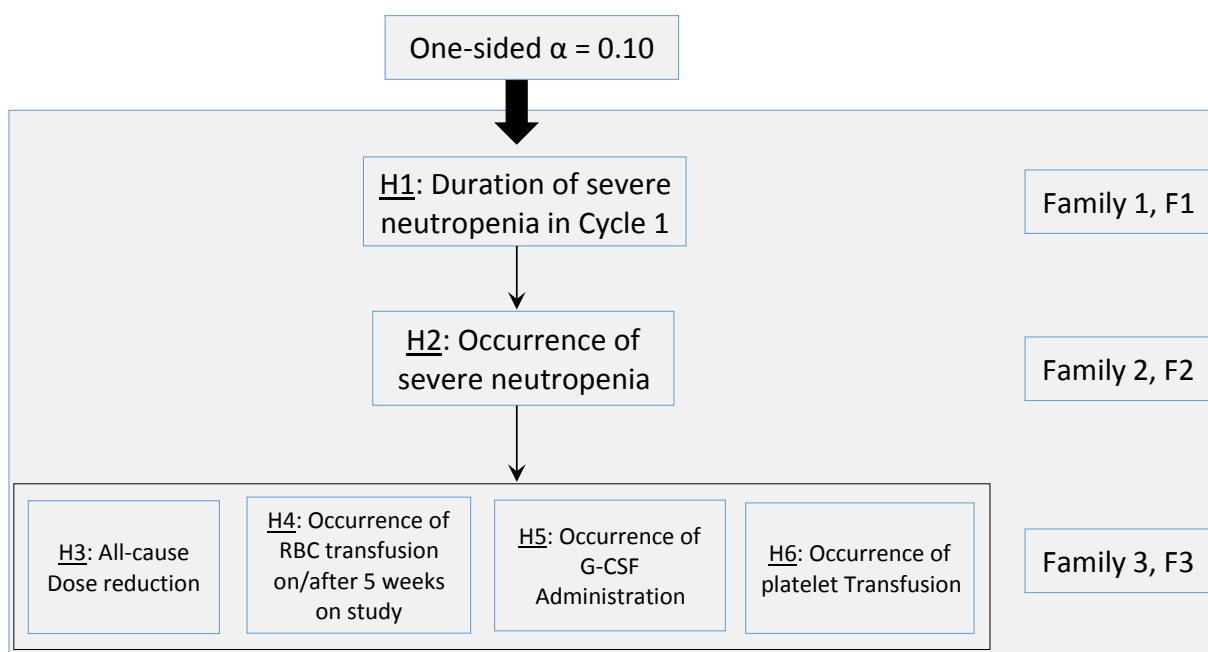 One-sided α = 0.10
H1: Duration of severe
neutropenia in Cycle 1
Family 1, F1
H2: Occurrence of
severe neutropenia
Family 2, F2
H3: All-cause
Dose reduction
H4: Occurrence of
RBC transfusion
on/after 5 weeks
on study
H5: Occurrence of
G-CSF
Administration
H6: Occurrence of
platelet Transfusion
Family 3, F3